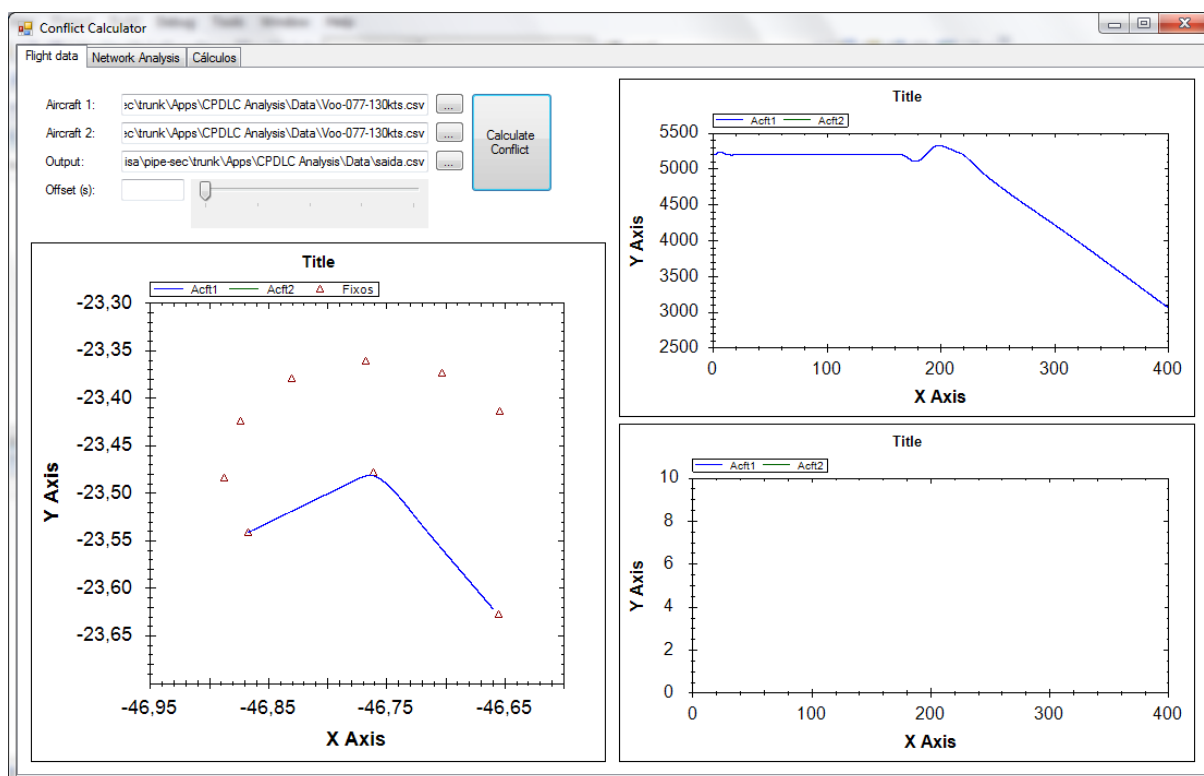 Conflict Calculator
Flight data Network Analysis Cálculos
Aircraft 1: ›c\trunk\Apps\CPDLC Analysis\Data\Voo-077-130kts.csv ...
Aircraft 2: ›c\trunk\Apps\CPDLC Analysis\Data\Voo-077-130kts.csv ...
Output: isa\pipe-sec\trunk\Apps\CPDLC Analysis\Data\saida.csv ...
Offset (s):
Calculate
Conflict
Title
Acft1 Acft2 Fixos
Y Axis
-23,30
-23,35
-23,40
-23,45
-23,50
-23,55
-23,60
-23,65
-46,95 -46,85 -46,75 -46,65
X Axis
Title
Acft1 Acft2
Y Axis
5500
5000
4500
4000
3500
3000
2500
0 100 200 300 400
X Axis
Title
Acft1 Acft2
Y Axis
10
8
6
4
2
0
0 100 200 300 400
X Axis